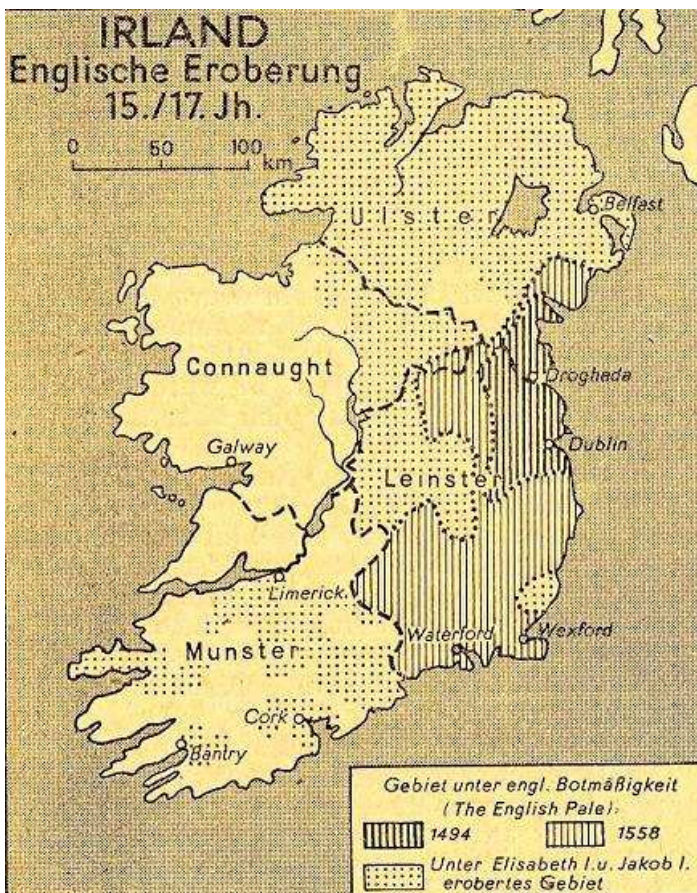 IRLAND
Englische Eroberung
15./17. Jh.
0 50 100 km
Ulster
Belfast
Connaught
Droghada
Galway
Dublin
Leinster
Limerick
Waterford
Wexford
Munster
Cork
Bantry
Gebiet unter engl. Botmäßigkeit
(The English Pale):
1494 1558
Unter Elisabeth I. u. Jakob I.
erobertes Gebiet